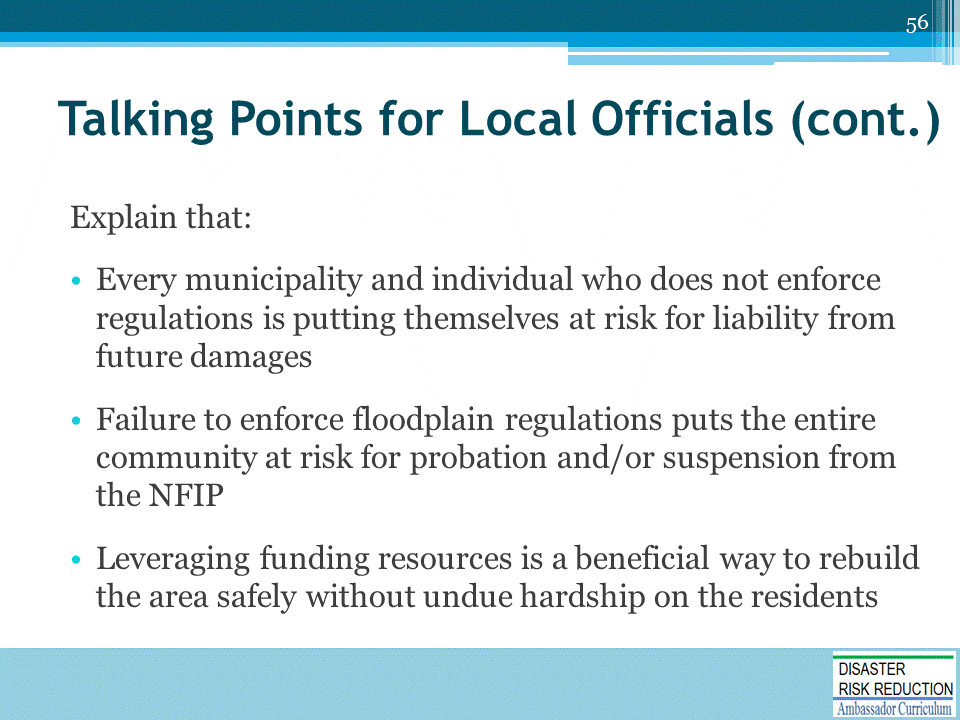 56
Talking Points for Local Officials (cont.)
Explain that:
• Every municipality and individual who does not enforce
regulations is putting themselves at risk for liability from
future damages
• Failure to enforce floodplain regulations puts the entire
community at risk for probation and/or suspension from
the NFIP
• Leveraging funding resources is a beneficial way to rebuild
the area safely without undue hardship on the residents
DISASTER
RISK REDUCTION
Ambassador Curriculum